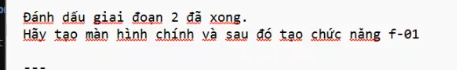 Đánh dấu giai đoạn 2 đã xong.
Hãy tạo màn hình chính và sau đó tạo chức năng f-01
---